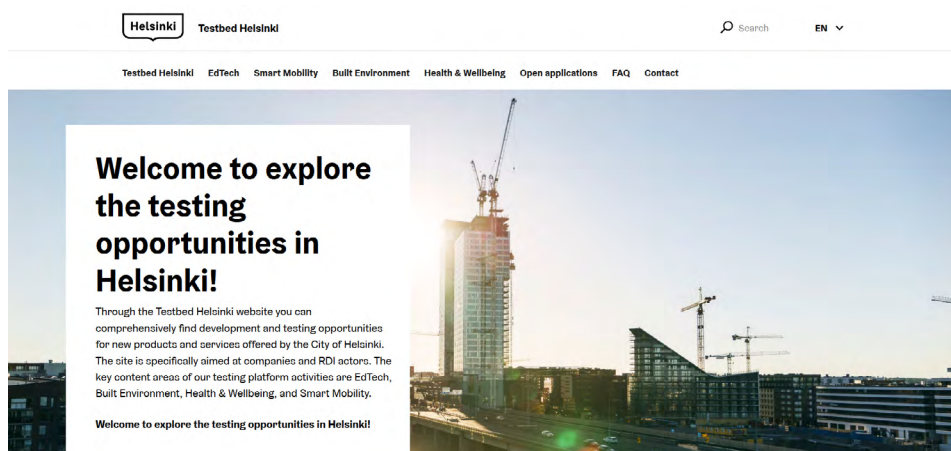 Helsinki
Testbed Helsinki
Search
EN
Testbed Helsinki EdTech Smart Mobility Built Environment Health & Wellbeing Open applications FAQ Contact
Welcome to explore
the testing
opportunities in
Helsinki!
Through the Testbed Helsinki website you can
comprehensively find development and testing opportunities
for new products and services offered by the City of Helsinki.
The site is specifically aimed at companies and RDI actors. The
key content areas of our testing platform activities are EdTech,
Built Environment, Health & Wellbeing, and Smart Mobility.
Welcome to explore the testing opportunities in Helsinki!